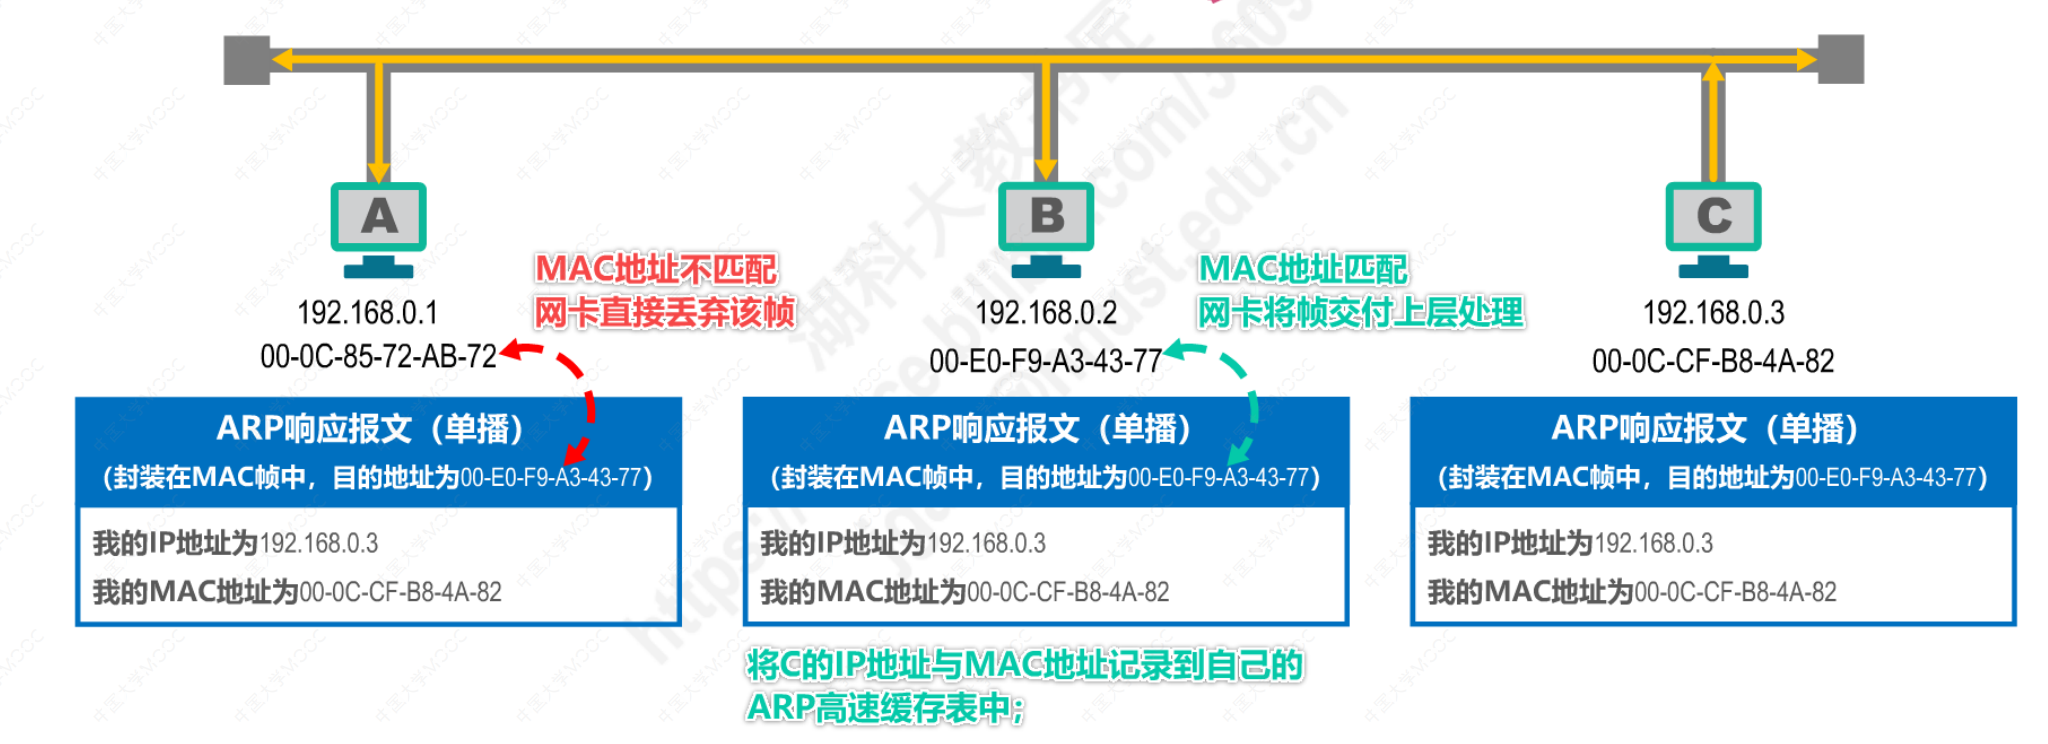 A
B
C
MAC地址不匹配
网卡直接丢弃该帧
MAC地址匹配
网卡将帧交付上层处理
192.168.0.1
00-0C-85-72-AB-72
192.168.0.2
00-E0-F9-A3-43-77
192.168.0.3
00-0C-CF-B8-4A-82
ARP响应报文（单播）
（封装在MAC帧中，目的地址为00-E0-F9-A3-43-77）
我的IP地址为192.168.0.3
我的MAC地址为00-0C-CF-B8-4A-82
ARP响应报文（单播）
（封装在MAC帧中，目的地址为00-E0-F9-A3-43-77）
我的IP地址为192.168.0.3
我的MAC地址为00-0C-CF-B8-4A-82
ARP响应报文（单播）
（封装在MAC帧中，目的地址为00-E0-F9-A3-43-77）
我的IP地址为192.168.0.3
我的MAC地址为00-0C-CF-B8-4A-82
将C的IP地址与MAC地址记录到自己的
ARP高速缓存表中；
湖科大教书匠
中国大学MOOC